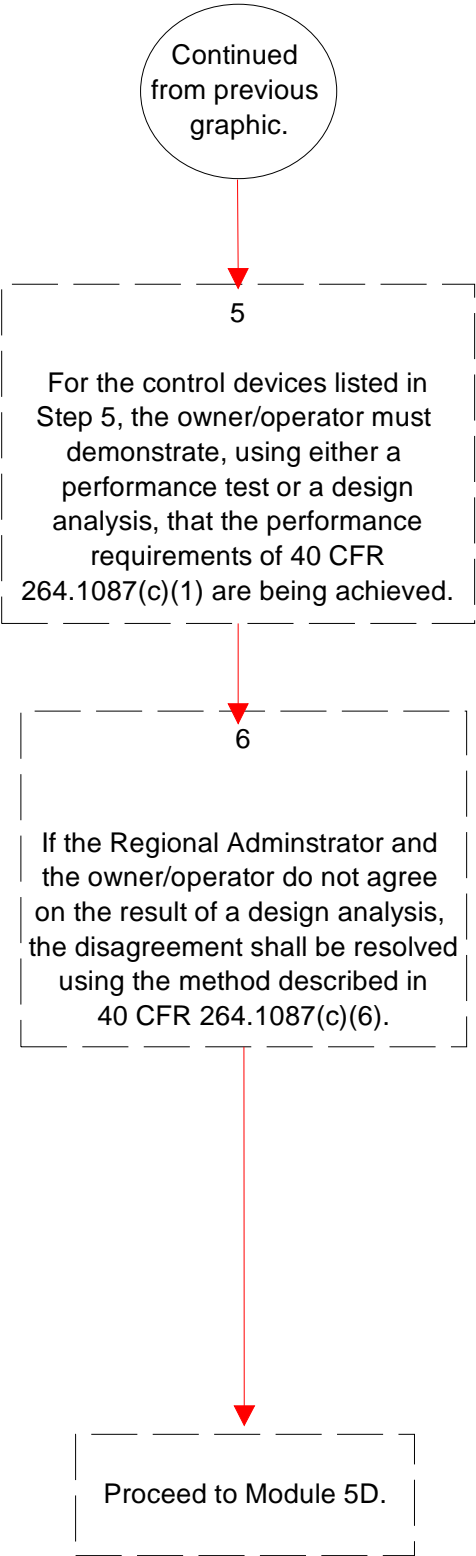 Continued
from previous
graphic.
5
For the control devices listed in
Step 5, the owner/operator must
demonstrate, using either a
performance test or a design
analysis, that the performance
requirements of 40 CFR
264.1087(c)(1) are being achieved.
6
If the Regional Adminstrator and
the owner/operator do not agree
on the result of a design analysis,
the disagreement shall be resolved
using the method described in
40 CFR 264.1087(c)(6).
Proceed to Module 5D.